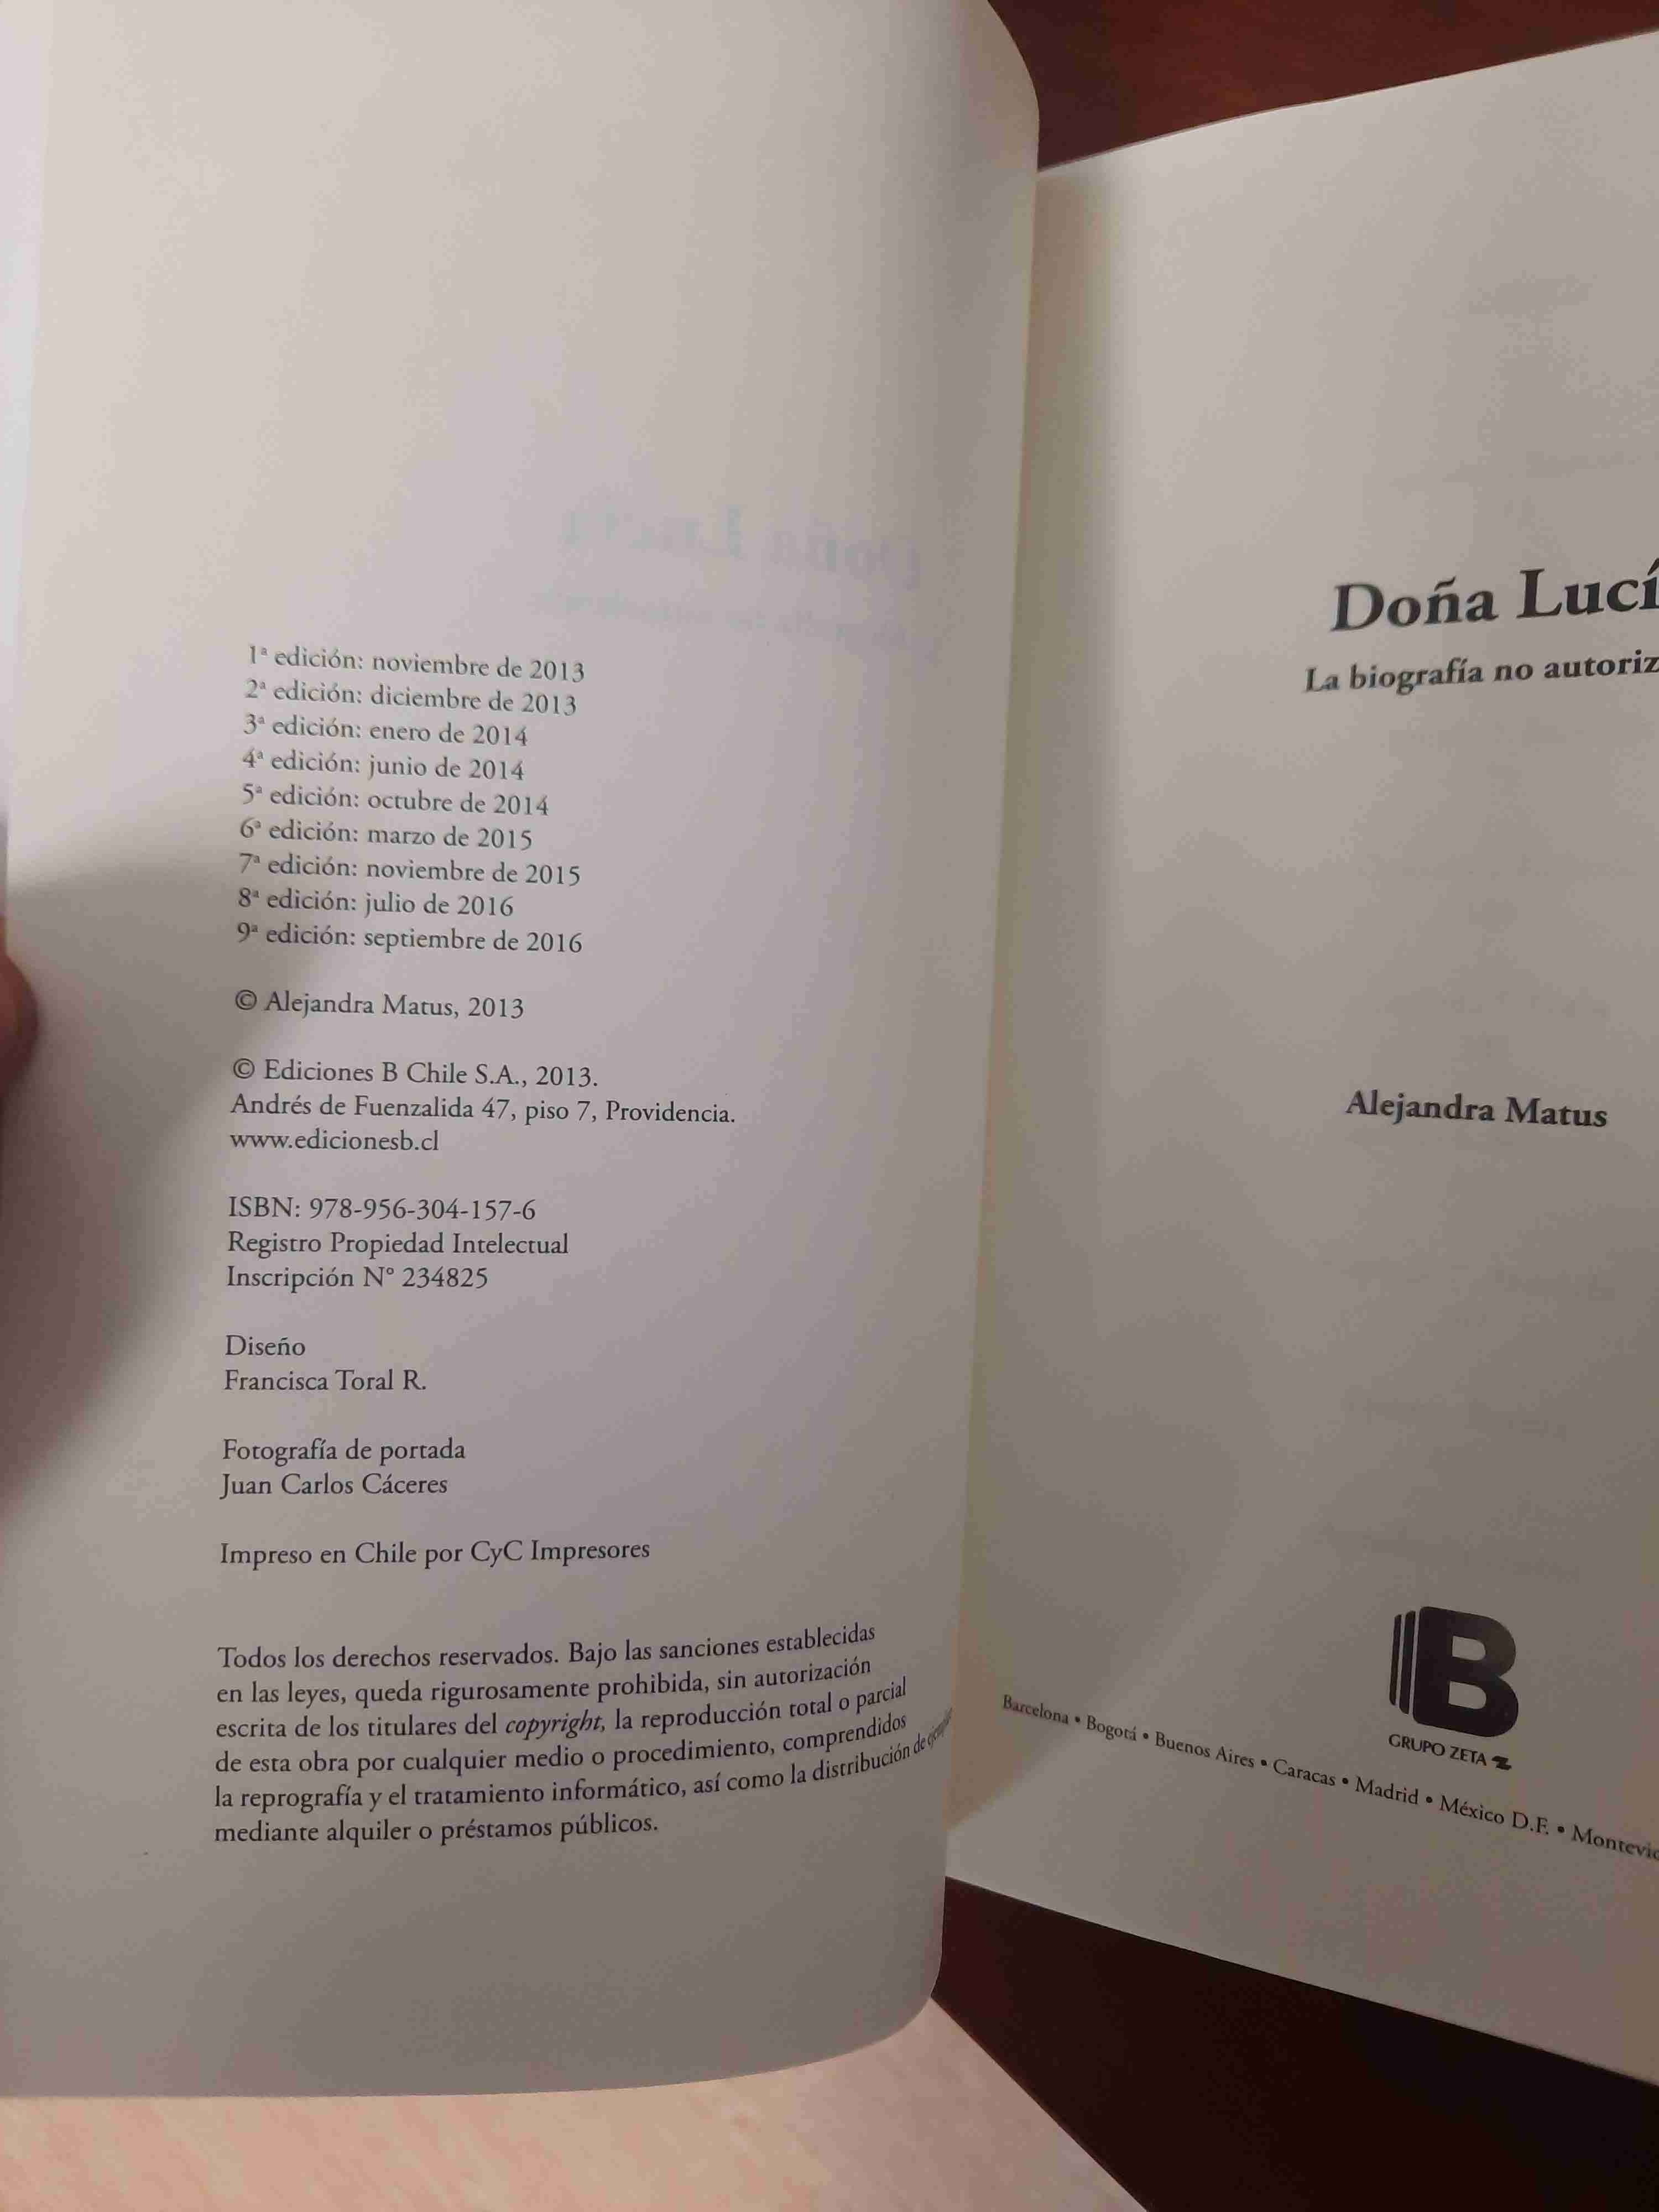 1ª edición: noviembre de 2013
2ª edición: diciembre de 2013
3ª edición: enero de 2014
4ª edición: junio de 2014
5ª edición: octubre de 2014
6ª edición: marzo de 2015
7ª edición: noviembre de 2015
8ª edición: julio de 2016
9ª edición: septiembre de 2016
© Alejandra Matus, 2013
© Ediciones B Chile S.A., 2013.
Andrés de Fuenzalida 47, piso 7, Providencia.
www.edicionesb.cl
ISBN: 978-956-304-157-6
Registro Propiedad Intelectual
Inscripción N° 234825
Diseño
Francisca Toral R.
Fotografía de portada
Juan Carlos Cáceres
Impreso en Chile por CyC Impresores
Todos los derechos reservados. Bajo las sanciones establecidas
en las leyes, queda rigurosamente prohibida, sin autorización
escrita de los titulares del copyright, la reproducción total o parcial
de esta obra por cualquier medio o procedimiento, comprendidos
la reprografía y el tratamiento informático, así como la distribución de
mediante alquiler o préstamos públicos.
Doña Lucí
La biografía no autoriz
Alejandra Matus
B
GRUPO ZETA
Barcelona • Bogotá • Buenos Aires • Caracas • Madrid • México D.F. • Montevid